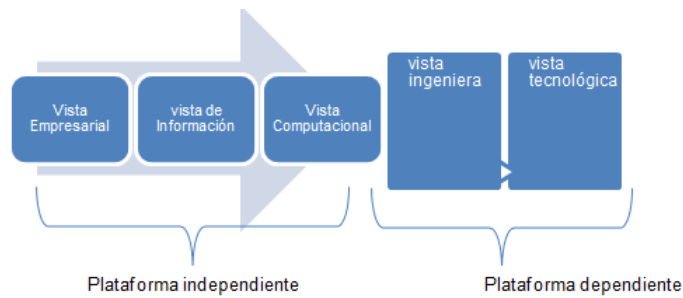 Vista
Empresarial
vista de
Información
Vista
Computacional
vista
ingeniera
vista
tecnológica
Plataforma independiente
Plataforma dependiente